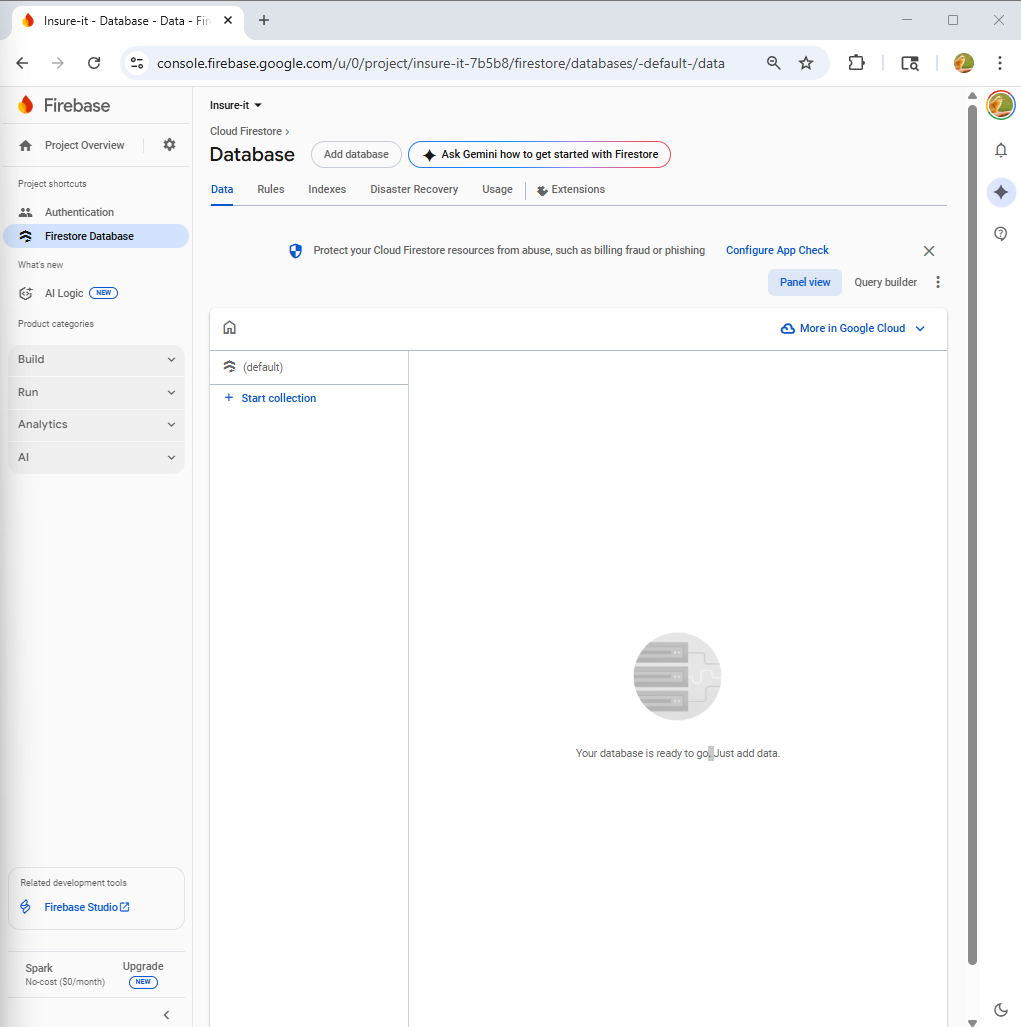 Insure-it - Database - Data - Fir
console.firebase.google.com/u/0/project/insure-it-7b5b8/firestore/databases/-default-/data
Firebase
Project Overview
Project shortcuts
Authentication
Firestore Database
What's new
AI Logic NEW
Product categories
Build
Run
Analytics
AI
Related development tools
Firebase Studio
Spark
No-cost ($0/month)
Upgrade
NEW
Insure-it
Cloud Firestore
Database
Add database
Ask Gemini how to get started with Firestore
Data Rules Indexes Disaster Recovery Usage Extensions
Protect your Cloud Firestore resources from abuse, such as billing fraud or phishing Configure App Check
Panel view Query builder
More in Google Cloud
(default)
+ Start collection
Your database is ready to go. Just add data.